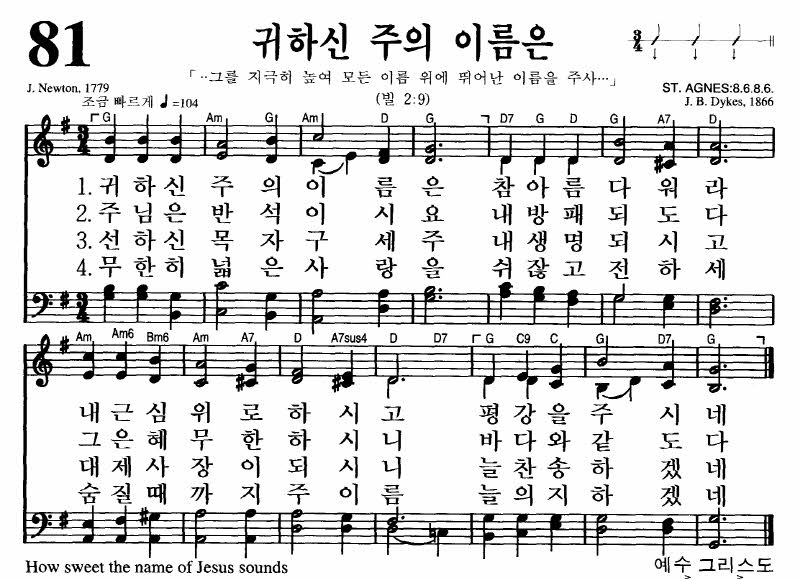 81
귀하신 주의 이름은
「··그를 지극히 높여 모든 이름 위에 뛰어난 이름을 주사···」
(빌 2:9)
J. Newton, 1779
조금 빠르게 ♩=104
ST. AGNES:8.6.8.6.
J. B. Dykes, 1866
G Am G Am D G D7 G D G A7 D
1. 귀 하 신 주 의 이 름 은 참 아 름 다 워 라
2. 주 님 은 반 석 이 시 요 내 방 패 되 도 다
3. 선 하 신 목 자 구 세 주 내 생 명 되 시 고
4. 무 한 히 넓 은 사 랑 을 쉬 잖 고 전 하 세
Am Am6 Bm6 Am A7 D A7sus4 D D7 G C9 C G D7 G
내 근 심 위 로 하 시 고 평 강 을 주 시 네
그 은 혜 무 한 하 시 니 바 다 와 같 도 다
대 제 사 장 이 되 시 니 늘 찬 송 하 겠 네
숨 질 때 까 지 주 이 름 늘 의 지 하 겠 네
How sweet the name of Jesus sounds
예수 그리스도